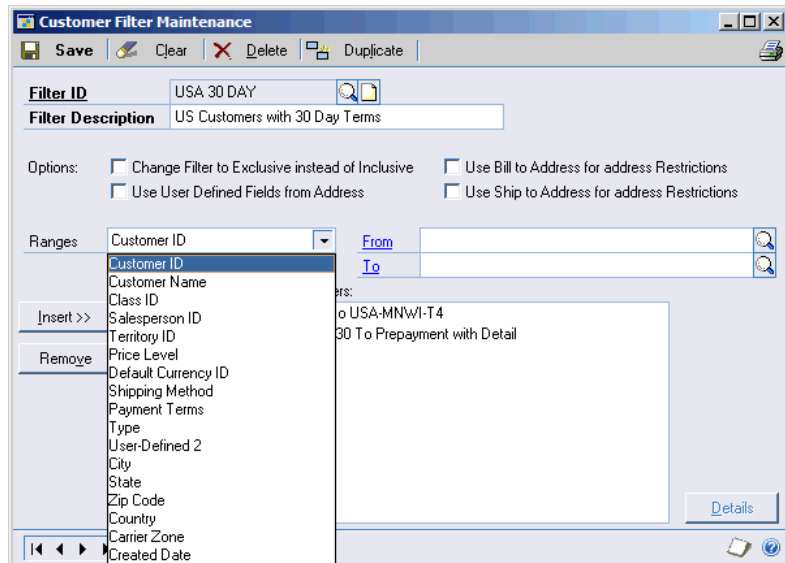 Customer Filter Maintenance
Save Clear Delete Duplicate
Filter ID USA 30 DAY
Filter Description US Customers with 30 Day Terms
Options: Change Filter to Exclusive instead of Inclusive Use Bill to Address for address Restrictions
Use User Defined Fields from Address Use Ship to Address for address Restrictions
Ranges Customer ID From
Customer ID To
Customer Name
Class ID ers:
Insert >> Salesperson ID o USA-MNWI-T4
Territory ID 30 To Prepayment with Detail
Remove Price Level
Default Currency ID
Shipping Method
Payment Terms
Type
User-Defined 2
City
State
Zip Code Details
Country
Carrier Zone
Created Date